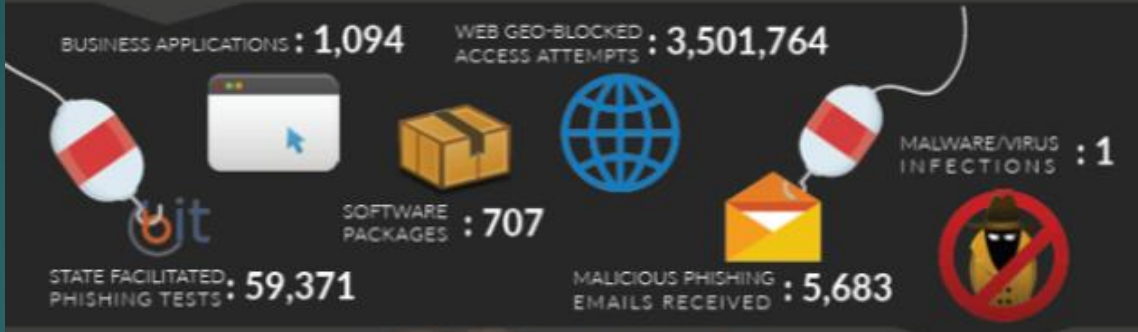 BUSINESS APPLICATIONS : 1,094
WEB GEO-BLOCKED
ACCESS ATTEMPTS : 3,501,764
MALWARE/VIRUS
INFECTIONS : 1
SOFTWARE
PACKAGES : 707
STATE FACILITATED
PHISHING TESTS : 59,371
MALICIOUS PHISHING
EMAILS RECEIVED : 5,683